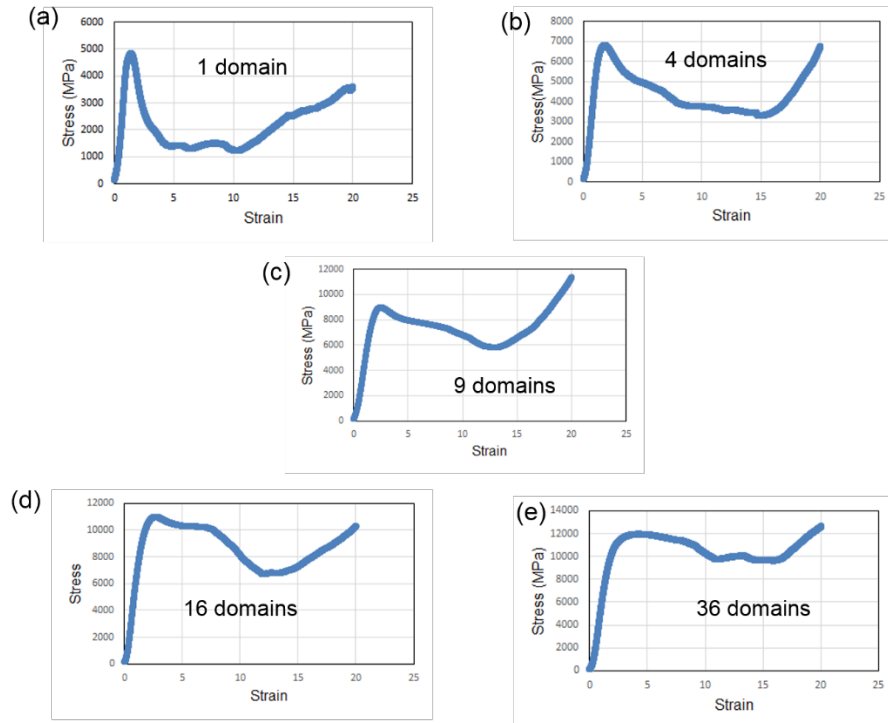 (a)
6000
5000
4000
3000
2000
1000
0
Stress (MPa)
1 domain
0 5 10 15 20 25
Strain
(b)
8000
7000
6000
5000
4000
3000
2000
1000
0
Stress(MPa)
4 domains
0 5 10 15 20 25
Strain
(c)
12000
10000
8000
6000
4000
2000
0
Stress (MPa)
9 domains
0 5 10 15 20 25
Strain
(d)
12000
10000
8000
6000
4000
2000
0
Stress
16 domains
0 5 10 15 20 25
Strain
(e)
14000
12000
10000
8000
6000
4000
2000
0
Stress (MPa)
36 domains
0 5 10 15 20 25
Strain